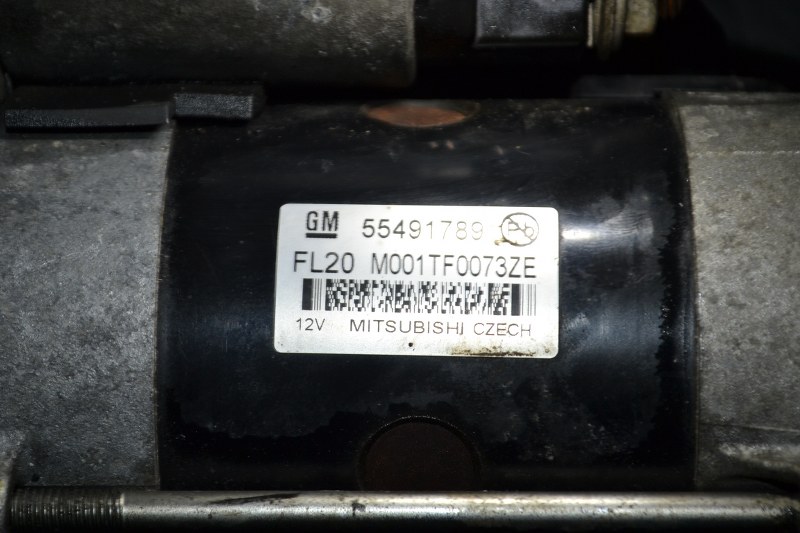 GM 55491789 Pb
FL20 M001TF0073ZE
12V MITSUBISHI CZECH